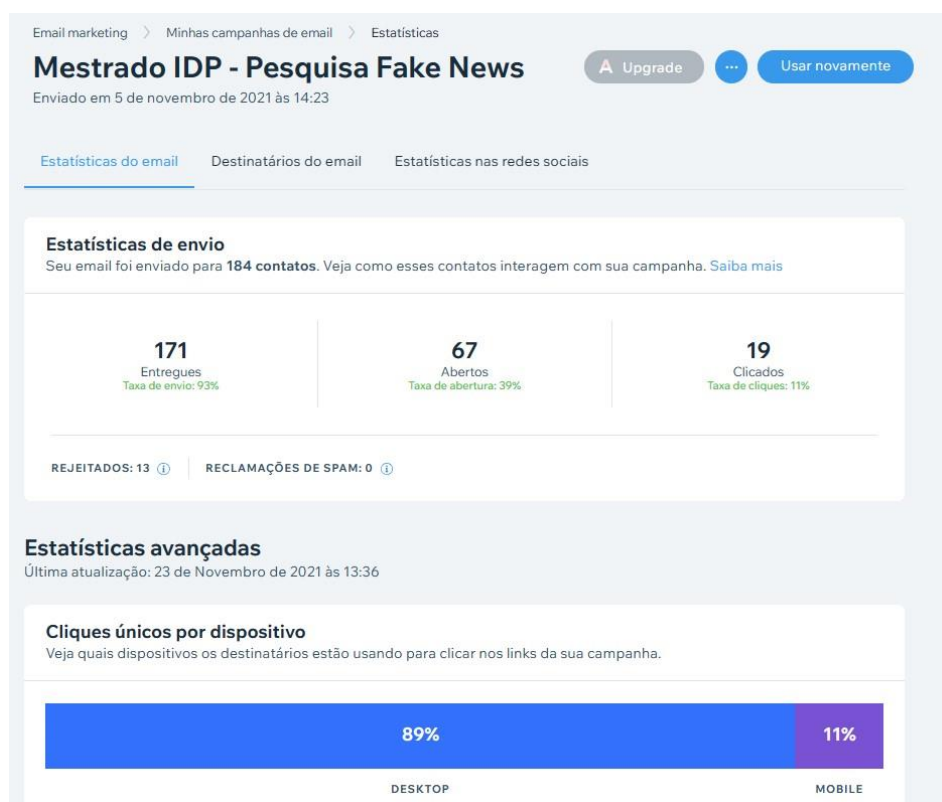 Email marketing > Minhas campanhas de email > Estatísticas
Mestrado IDP - Pesquisa Fake News
Upgrade
...
Usar novamente
Enviado em 5 de novembro de 2021 às 14:23
Estatísticas do email Destinatários do email Estatísticas nas redes sociais
Estatísticas de envio
Seu email foi enviado para 184 contatos. Veja como esses contatos interagem com sua campanha. Saiba mais
171 67 19
Entregues Abertos Clicados
Taxa de envio: 93% Taxa de abertura: 39% Taxa de cliques: 11%
REJEITADOS: 13 RECLAMAÇÕES DE SPAM: 0
Estatísticas avançadas
Última atualização: 23 de Novembro de 2021 às 13:36
Cliques únicos por dispositivo
Veja quais dispositivos os destinatários estão usando para clicar nos links da sua campanha.
89% 11%
DESKTOP MOBILE